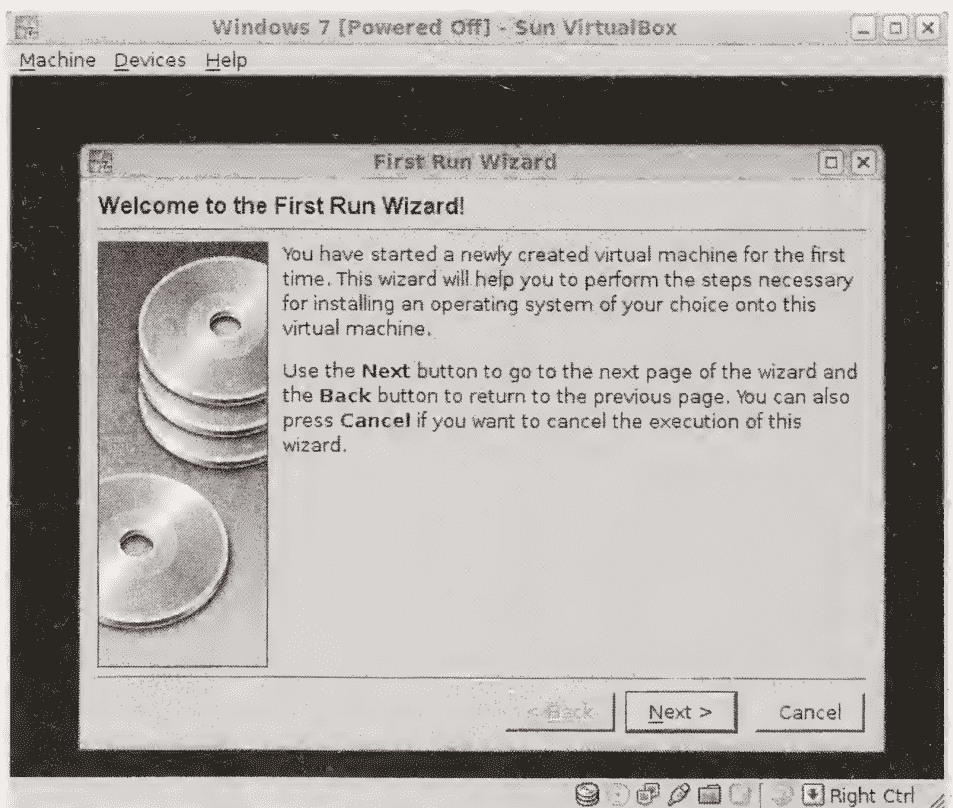 Windows 7 [Powered Off] - Sun VirtualBox
Machine Devices Help
First Run Wizard
Welcome to the First Run Wizard!
You have started a newly created virtual machine for the first
time. This wizard will help you to perform the steps necessary
for installing an operating system of your choice onto this
virtual machine.
Use the Next button to go to the next page of the wizard and
the Back button to return to the previous page. You can also
press Cancel if you want to cancel the execution of this
wizard.
< Back Next > Cancel
Right Ctrl